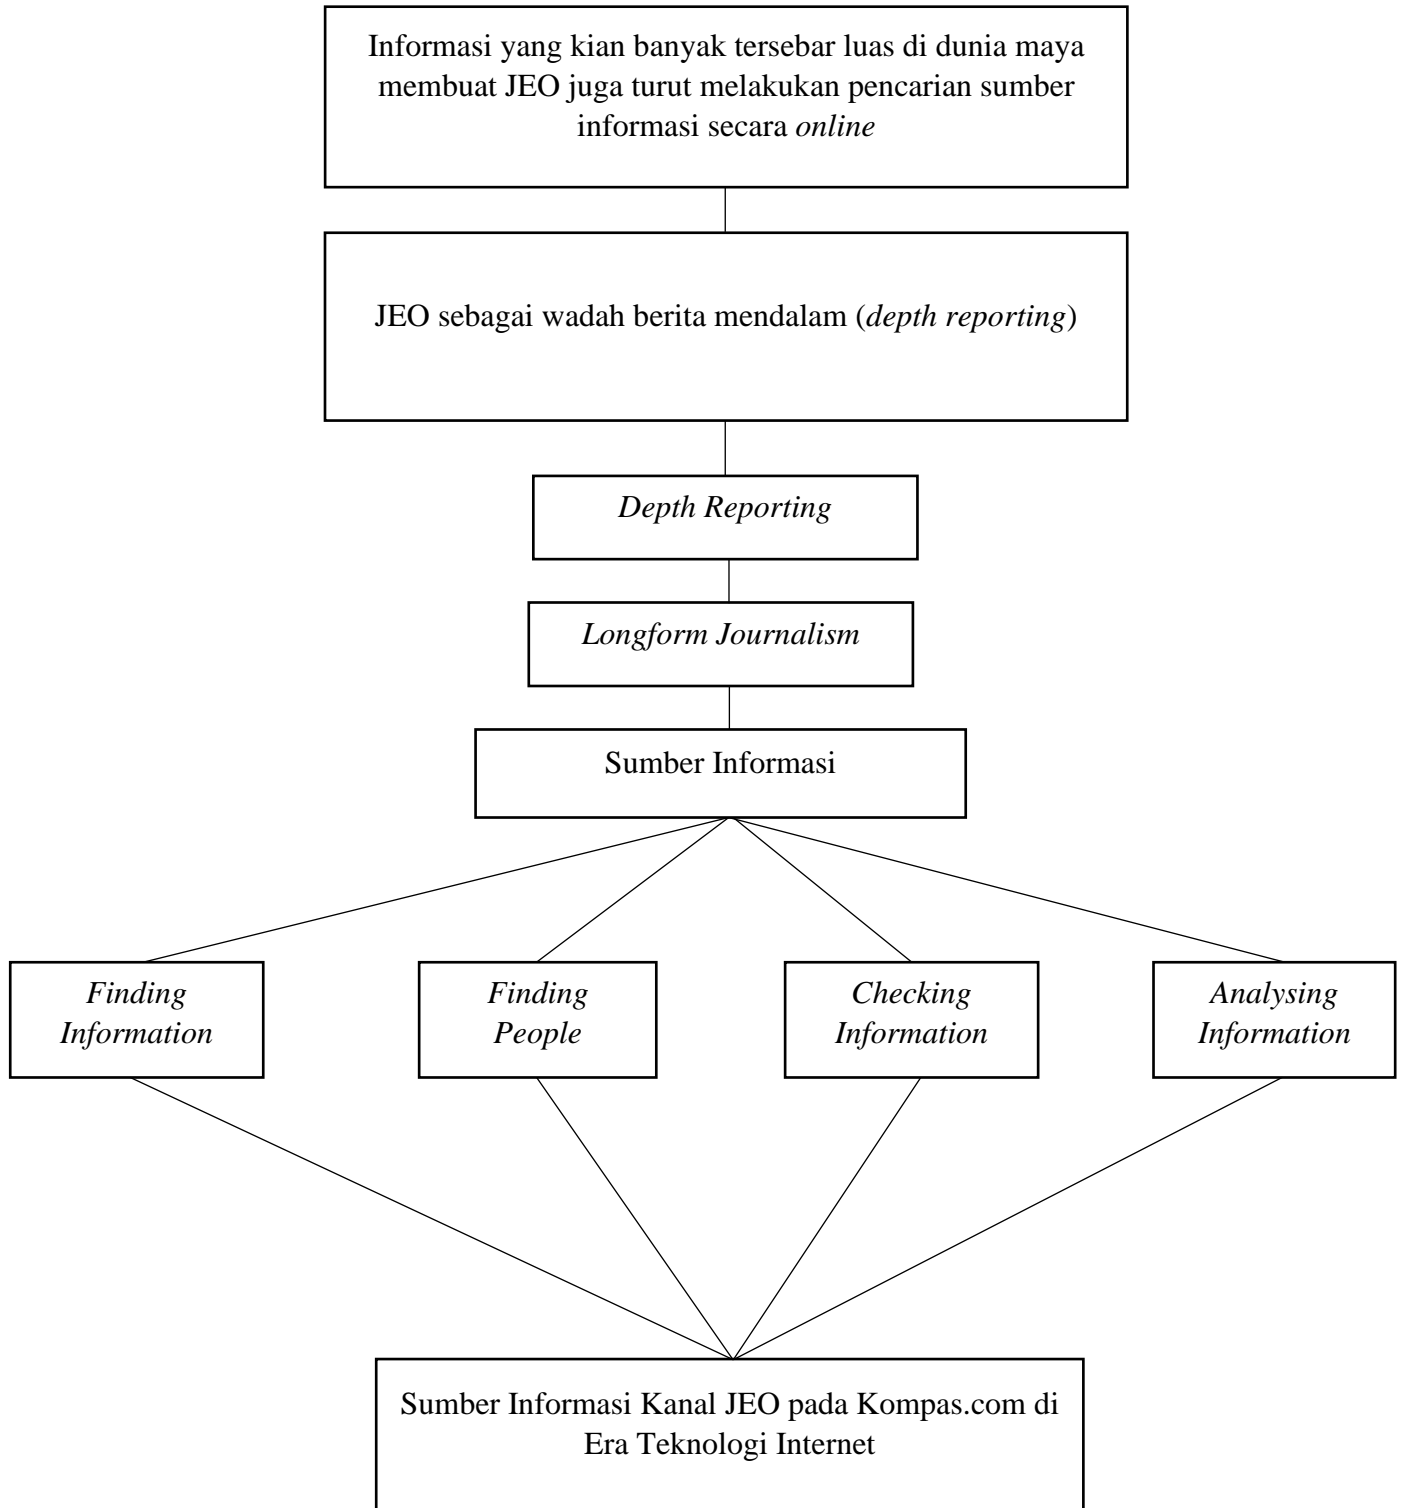 Informasi yang kian banyak tersebar luas di dunia maya
membuat JEO juga turut melakukan pencarian sumber
informasi secara online
JEO sebagai wadah berita mendalam (depth reporting)
Depth Reporting
Longform Journalism
Sumber Informasi
Finding
Information
Finding
People
Checking
Information
Analysing
Information
Sumber Informasi Kanal JEO pada Kompas.com di
Era Teknologi Internet